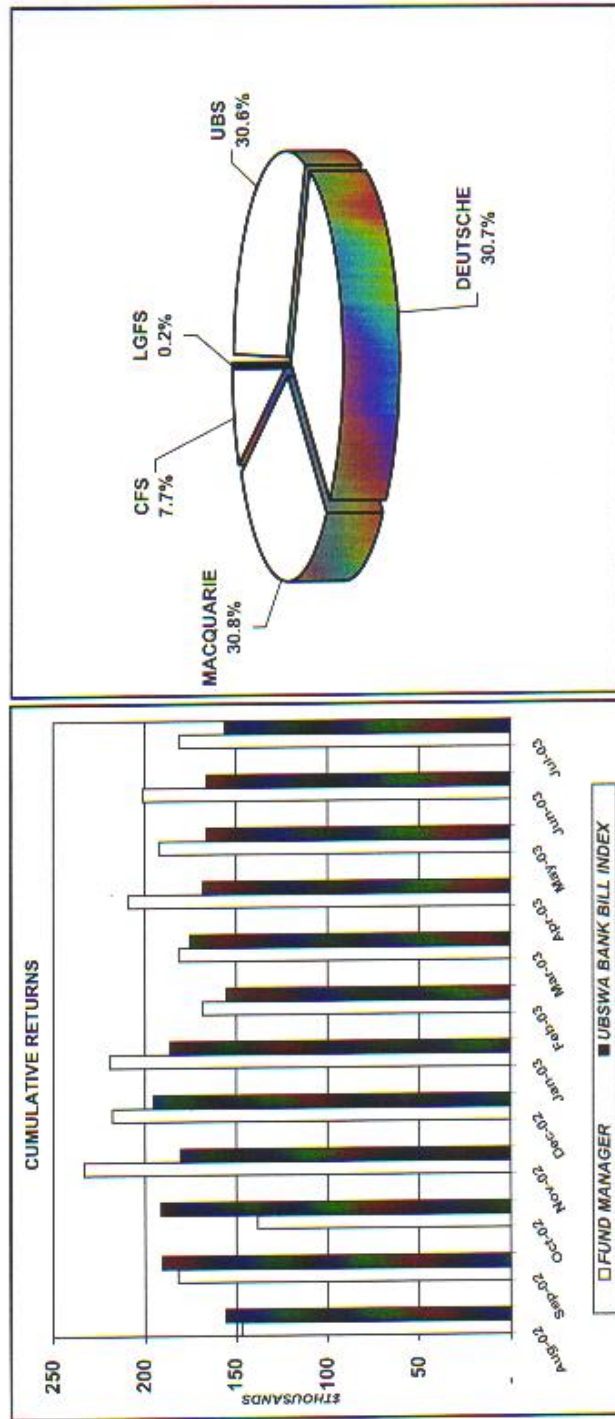 CUMULATIVE RETURNS
250
200
150
100
50
-
$THOUSANDS
Aug-02
Sep-02
Oct-02
Nov-02
Dec-02
Jan-03
Feb-03
Mar-03
Apr-03
May-03
Jun-03
Jul-03
FUND MANAGER
UBSWA BANK BILL INDEX
MACQUARIE
30.8%
CFS
7.7%
LGFS
0.2%
UBS
30.6%
DEUTSCHE
30.7%